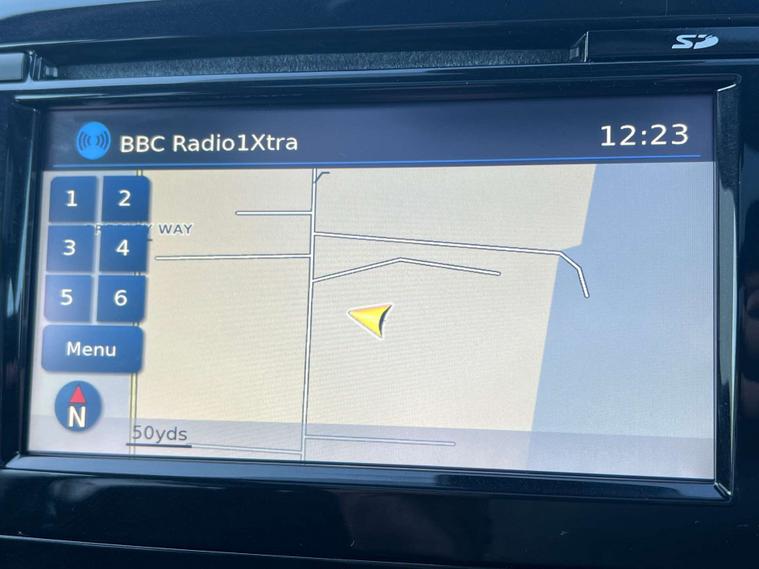 SD
BBC Radio1Xtra
12:23
1 2
WAY
3 4
5 6
Menu
N
50yds